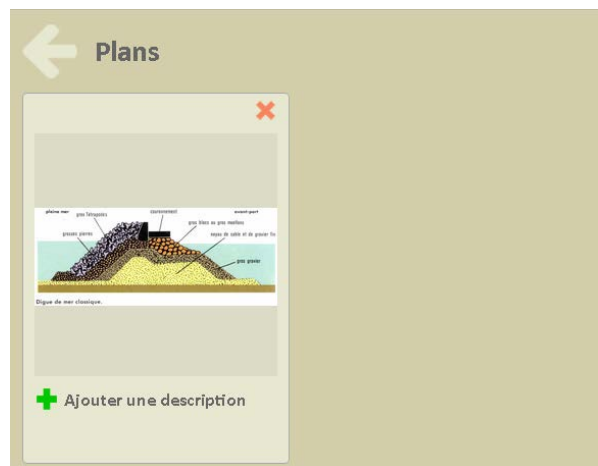 Plans
pleine mer
gros Tétrapodes
couronnement
avant-port
gros blocs ou gros moellons
grosses pierres
noyau de sable et de gravier fin
gros gravier
Digue de mer classique.
Ajouter une description